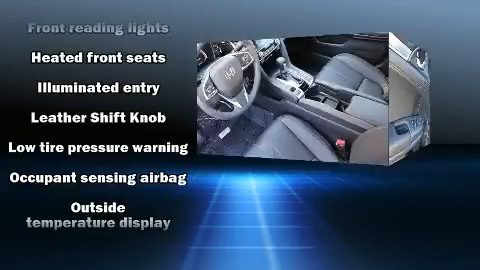 Front reading lights
Heated front seats
Illuminated entry
Leather Shift Knob
Low tire pressure warning
Occupant sensing airbag
Outside
temperature display